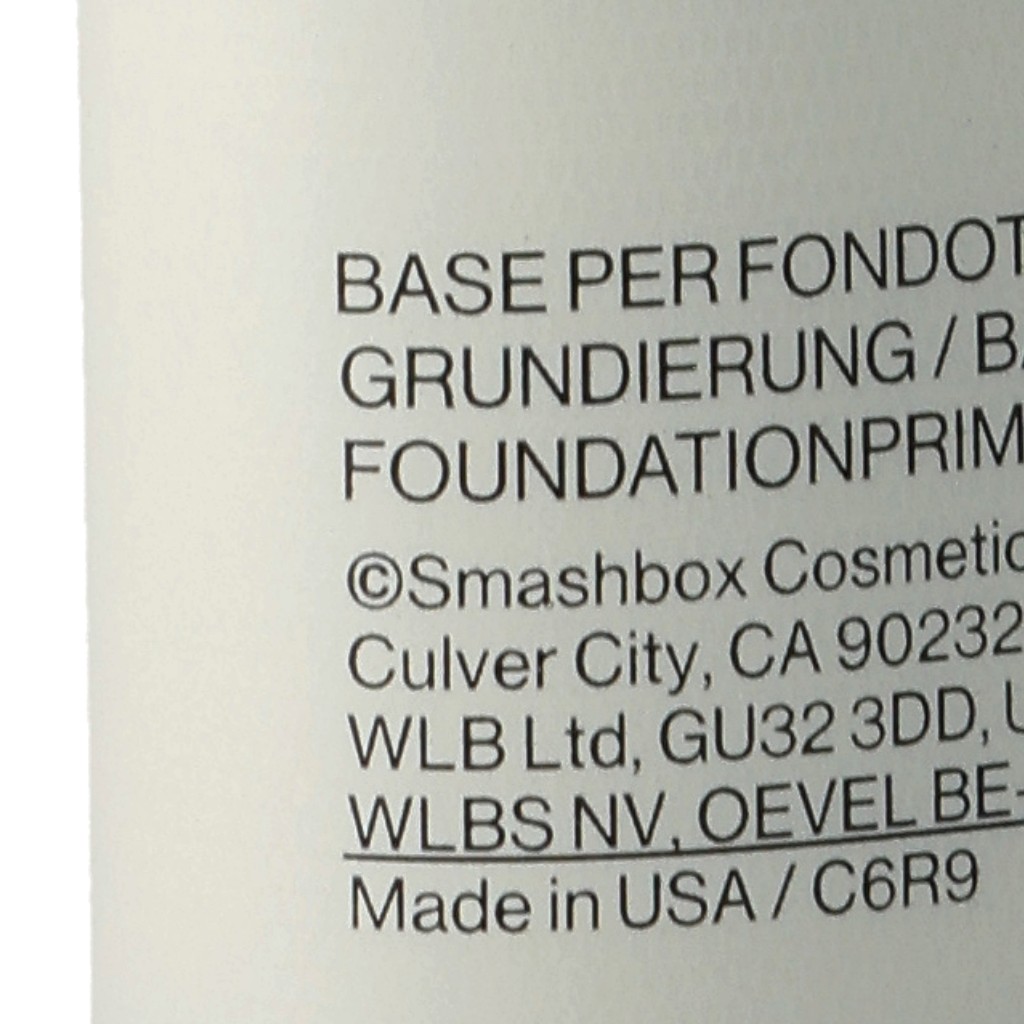 BASE PER FONDOT
GRUNDIERUNG / BA
FOUNDATIONPRIM
©Smashbox Cosmetic
Culver City, CA 90232
WLB Ltd, GU32 3DD, U
WLBS NV, OEVEL BE-
Made in USA / C6R9